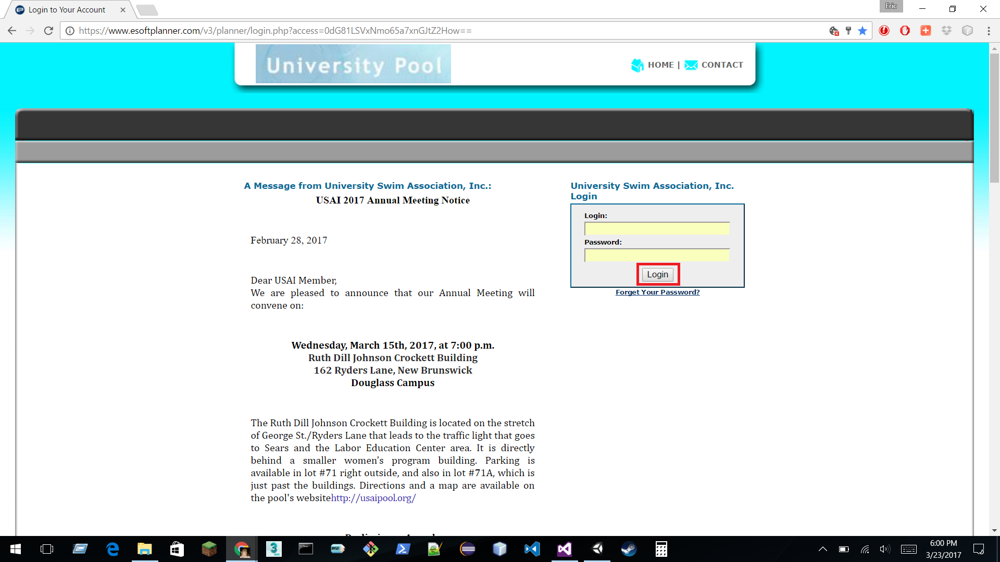 Login to Your Account
Eric
https://www.esoftplanner.com/v3/planner/login.php?access=0dG81LSVxNmo65a7xnGJtZ2How==
University Pool
HOME | CONTACT
A Message from University Swim Association, Inc.:
USAI 2017 Annual Meeting Notice
February 28, 2017
Dear USAI Member,
We are pleased to announce that our Annual Meeting will
convene on:
Wednesday, March 15th, 2017, at 7:00 p.m.
Ruth Dill Johnson Crockett Building
162 Ryders Lane, New Brunswick
Douglass Campus
The Ruth Dill Johnson Crockett Building is located on the stretch
of George St./Ryders Lane that leads to the traffic light that goes
to Sears and the Labor Education Center area. It is directly
behind a smaller women's program building. Parking is
available in lot #71 right outside, and also in lot #71A, which is
just past the buildings. Directions and a map are available on
the pool's websitehttp://usaipool.org/
University Swim Association, Inc.
Login
Login:
Password:
Login
Forget Your Password?
3
MAX
ASE
6:00 PM
3/23/2017